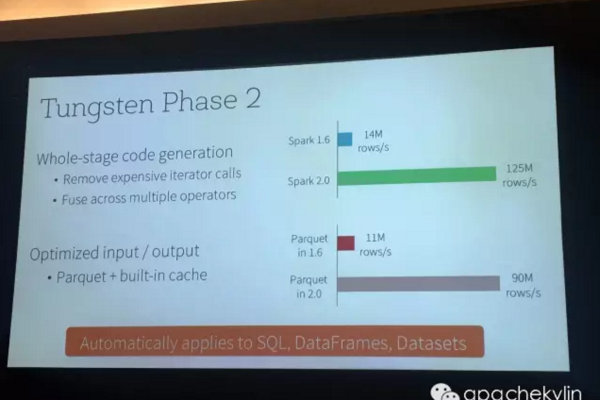 Tungsten Phase 2
Whole-stage code generation
• Remove expensive iterator calls
• Fuse across multiple operators
Spark 1.6
14M
rows/s
Spark 2.0
125M
rows/s
Optimized input / output
• Parquet + built-in cache
Parquet
in 1.6
11M
rows/s
Parquet
in 2.0
90M
rows/s
Automatically applies to SQL, DataFrames, Datasets
apachekylin